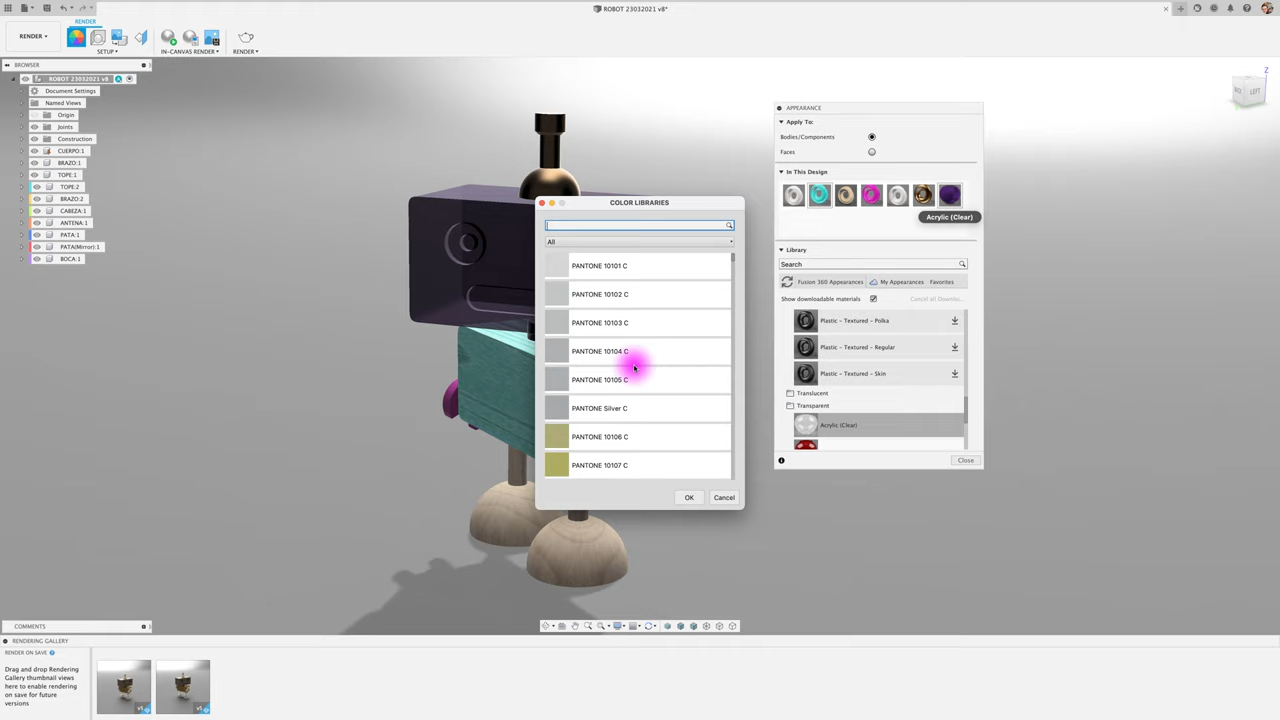 ROBOT 23032021 v8*
RENDER
RENDER
SETUP
IN-CANVAS RENDER
RENDER
BROWSER
ROBOT 23032021 v8
Document Settings
Named Views
Origin
Joints
Construction
CUERPO:1
BRAZO:1
TOPE:1
TOPE:2
BRAZO:2
CABEZA:1
ANTENA:1
PATA:1
PATA(Mirror):1
BOCA:1
Z
BACK
LEFT
APPEARANCE
Apply To:
Bodies/Components
Faces
In This Design
Acrylic (Clear)
Library
Search
Fusion 360 Appearances
My Appearances
Favorites
Show downloadable materials
Cancel all Downlo...
Plastic - Textured - Polka
Plastic - Textured - Regular
Plastic - Textured - Skin
Translucent
Transparent
Acrylic (Clear)
Close
COLOR LIBRARIES
All
PANTONE 10101 C
PANTONE 10102 C
PANTONE 10103 C
PANTONE 10104 C
PANTONE 10105 C
PANTONE Silver C
PANTONE 10106 C
PANTONE 10107 C
OK
Cancel
COMMENTS
RENDERING GALLERY
RENDER ON SAVE
Drag and drop Rendering
Gallery thumbnail views
here to enable rendering
on save for future
versions